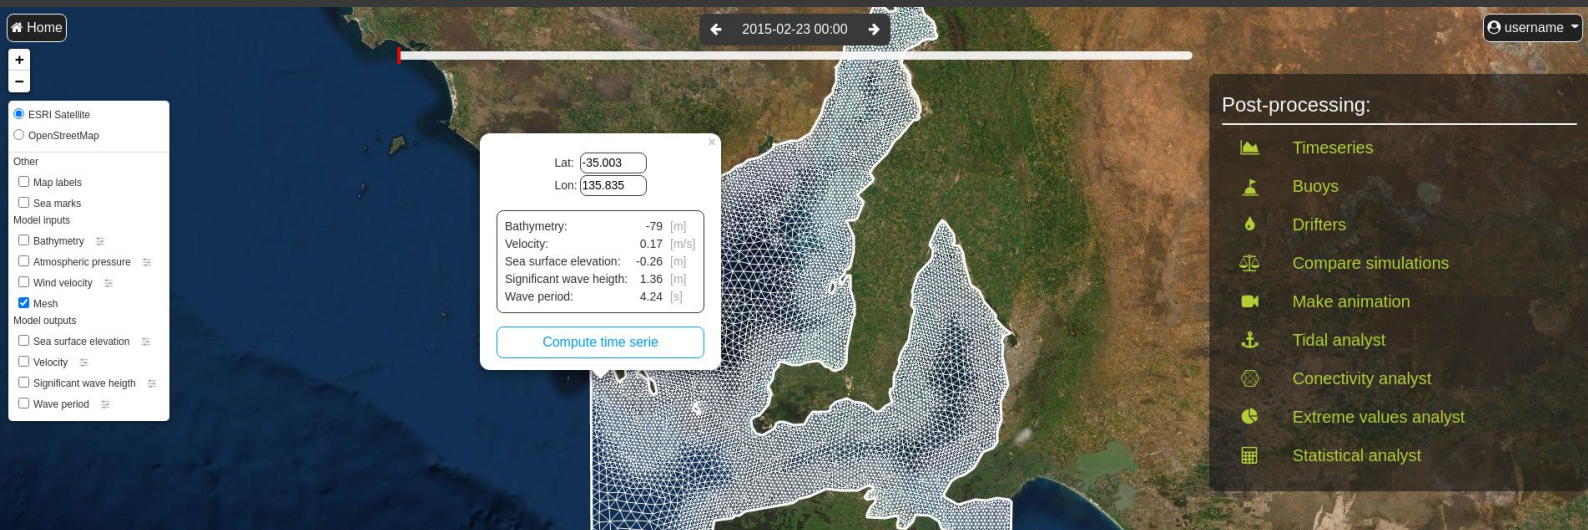 Home
2015-02-23 00:00
username
+
−
ESRI Satellite
OpenStreetMap
Other
Map labels
Sea marks
Model inputs
Bathymetry
Atmospheric pressure
Wind velocity
Mesh
Model outputs
Sea surface elevation
Velocity
Significant wave heigth
Wave period
×
Lat: -35.003
Lon: 135.835
Bathymetry: -79 [m]
Velocity: 0.17 [m/s]
Sea surface elevation: -0.26 [m]
Significant wave heigth: 1.36 [m]
Wave period: 4.24 [s]
Compute time serie
Post-processing:
Timeseries
Buoys
Drifters
Compare simulations
Make animation
Tidal analyst
Conectivity analyst
Extreme values analyst
Statistical analyst